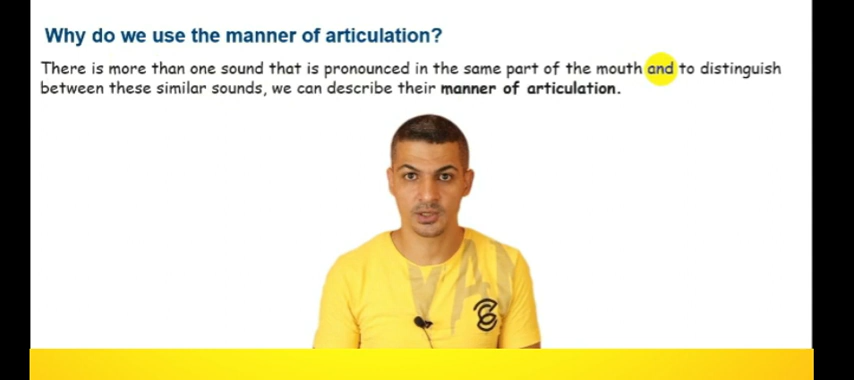 Why do we use the manner of articulation?
There is more than one sound that is pronounced in the same part of the mouth and to distinguish
between these similar sounds, we can describe their manner of articulation.